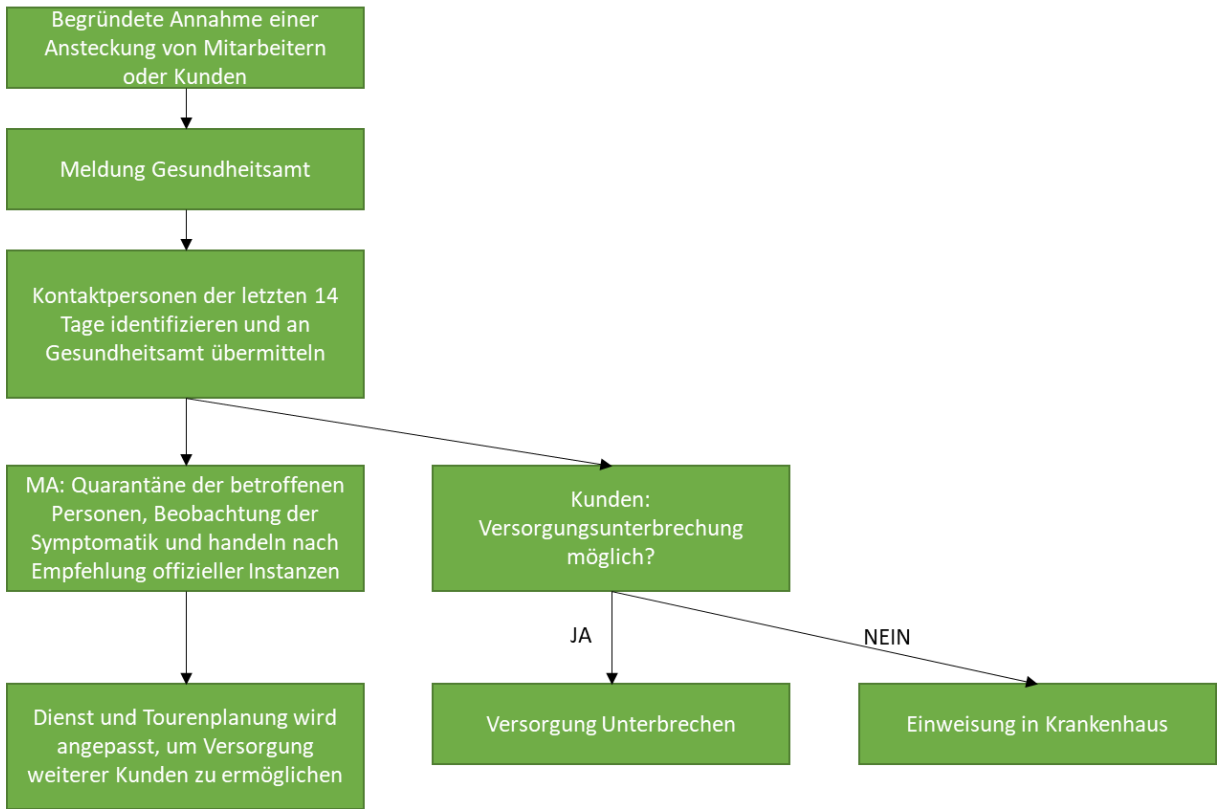 Begründete Annahme einer
Ansteckung von Mitarbeitern
oder Kunden
Meldung Gesundheitsamt
Kontaktpersonen der letzten 14
Tage identifizieren und an
Gesundheitsamt übermitteln
MA: Quarantäne der betroffenen
Personen, Beobachtung der
Symptomatik und handeln nach
Empfehlung offizieller Instanzen
Kunden:
Versorgungsunterbrechung
möglich?
JA
NEIN
Dienst und Tourenplanung wird
angepasst, um Versorgung
weiterer Kunden zu ermöglichen
Versorgung Unterbrechen
Einweisung in Krankenhaus